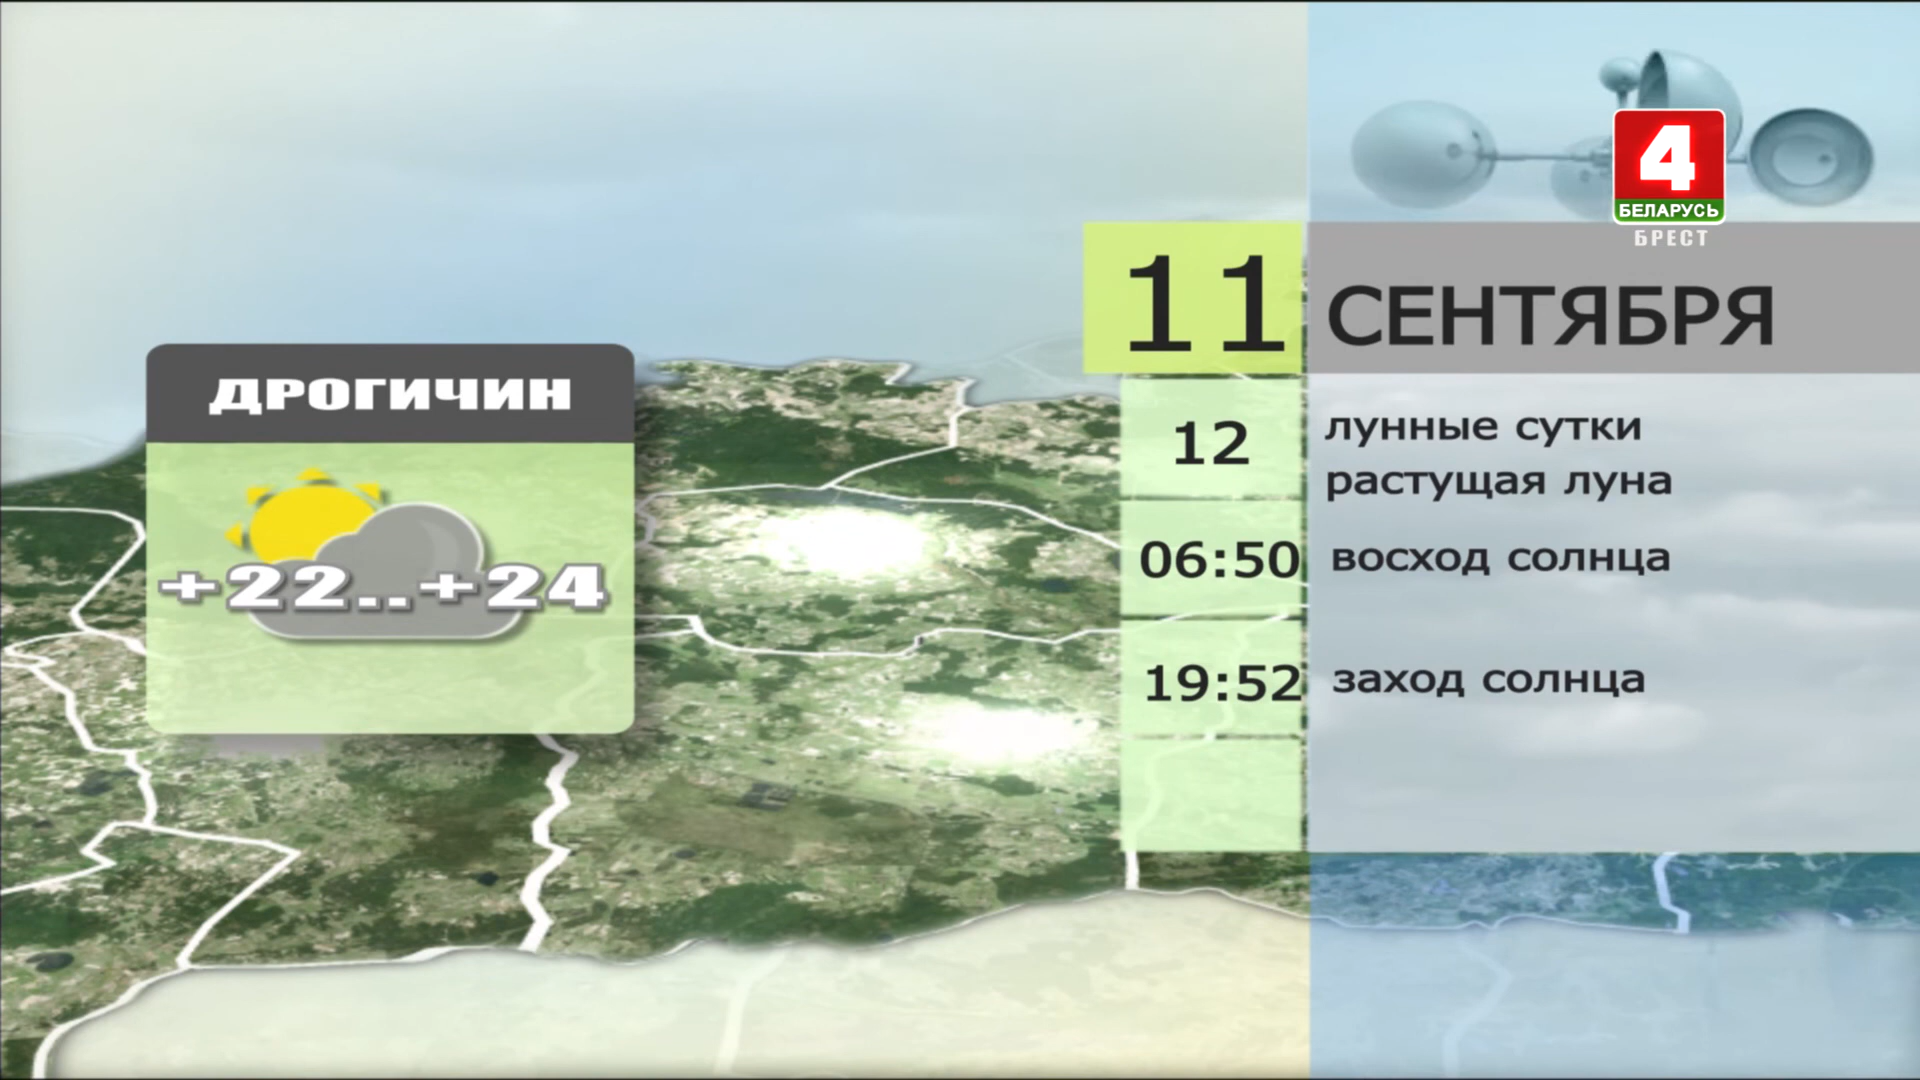 4
БЕЛАРУСЬ
БРЕСТ
11 СЕНТЯБРЯ
ДРОГИЧИН
+22..+24
12 лунные сутки
растущая луна
06:50 восход солнца
19:52 заход солнца